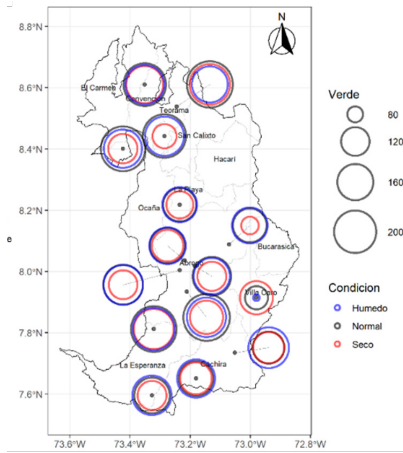 8.8°N
N
8.6°N
El Carmen
Convención
Teorama
San Calixto
8.4°N
Hacarí
La Playa
8.2°N
Ocaña
Bucarasica
8.0°N
Abrego
Villa Caro
7.8°N
La Esperanza
Cachira
7.6°N
73.6°W
73.4°W
73.2°W
73.0°W
72.8°W
e
Verde
80
120
160
200
Condicion
Humedo
Normal
Seco